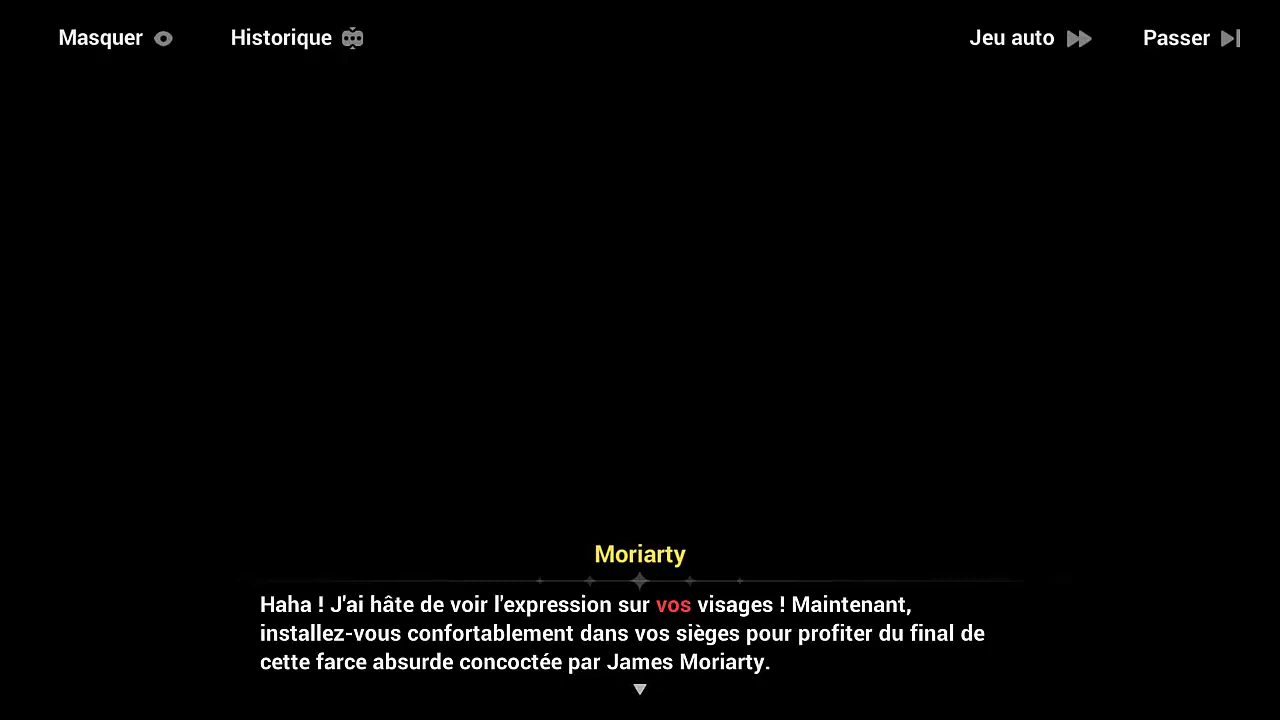 Masquer
Historique
Jeu auto
Passer
Moriarty
Haha ! J'ai hâte de voir l'expression sur vos visages ! Maintenant,
installez-vous confortablement dans vos sièges pour profiter du final de
cette farce absurde concoctée par James Moriarty.